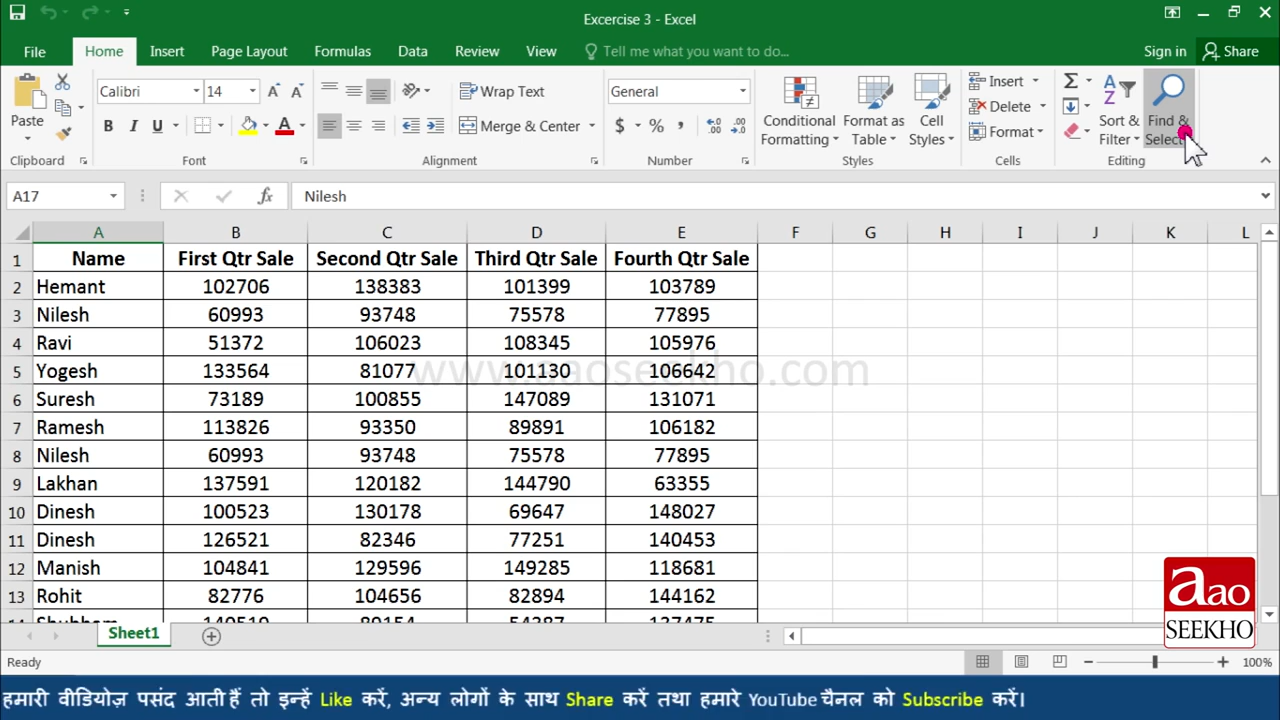 Excercise 3 - Excel
File Home Insert Page Layout Formulas Data Review View Tell me what you want to do... Sign in Share
Paste
Calibri 14
B I U A
Wrap Text
Merge & Center
General
$ % ,
Conditional Formatting
Format as Table
Cell Styles
Insert
Delete
Format
Sort & Filter
Find & Select
Clipboard Font Alignment Number Styles Cells Editing
A17 fx Nilesh
A B C D E F G H I J K L
1 Name First Qtr Sale Second Qtr Sale Third Qtr Sale Fourth Qtr Sale
2 Hemant 102706 138383 101399 103789
3 Nilesh 60993 93748 75578 77895
4 Ravi 51372 106023 108345 105976
5 Yogesh 133564 81077 101130 106642
6 Suresh 73189 100855 147089 131071
7 Ramesh 113826 93350 89891 106182
8 Nilesh 60993 93748 75578 77895
9 Lakhan 137591 120182 144790 63355
10 Dinesh 100523 130178 69647 148027
11 Dinesh 126521 82346 77251 140453
12 Manish 104841 129596 149285 118681
13 Rohit 82776 104656 82894 144162
www.aaoseekho.com
aao
SEEKHO
Sheet1
Ready 100%
हमारी वीडियोज़ पसंद आती हैं तो इन्हें Like करें, अन्य लोगों के साथ Share करें तथा हमारे YouTube चैनल को Subscribe करें।